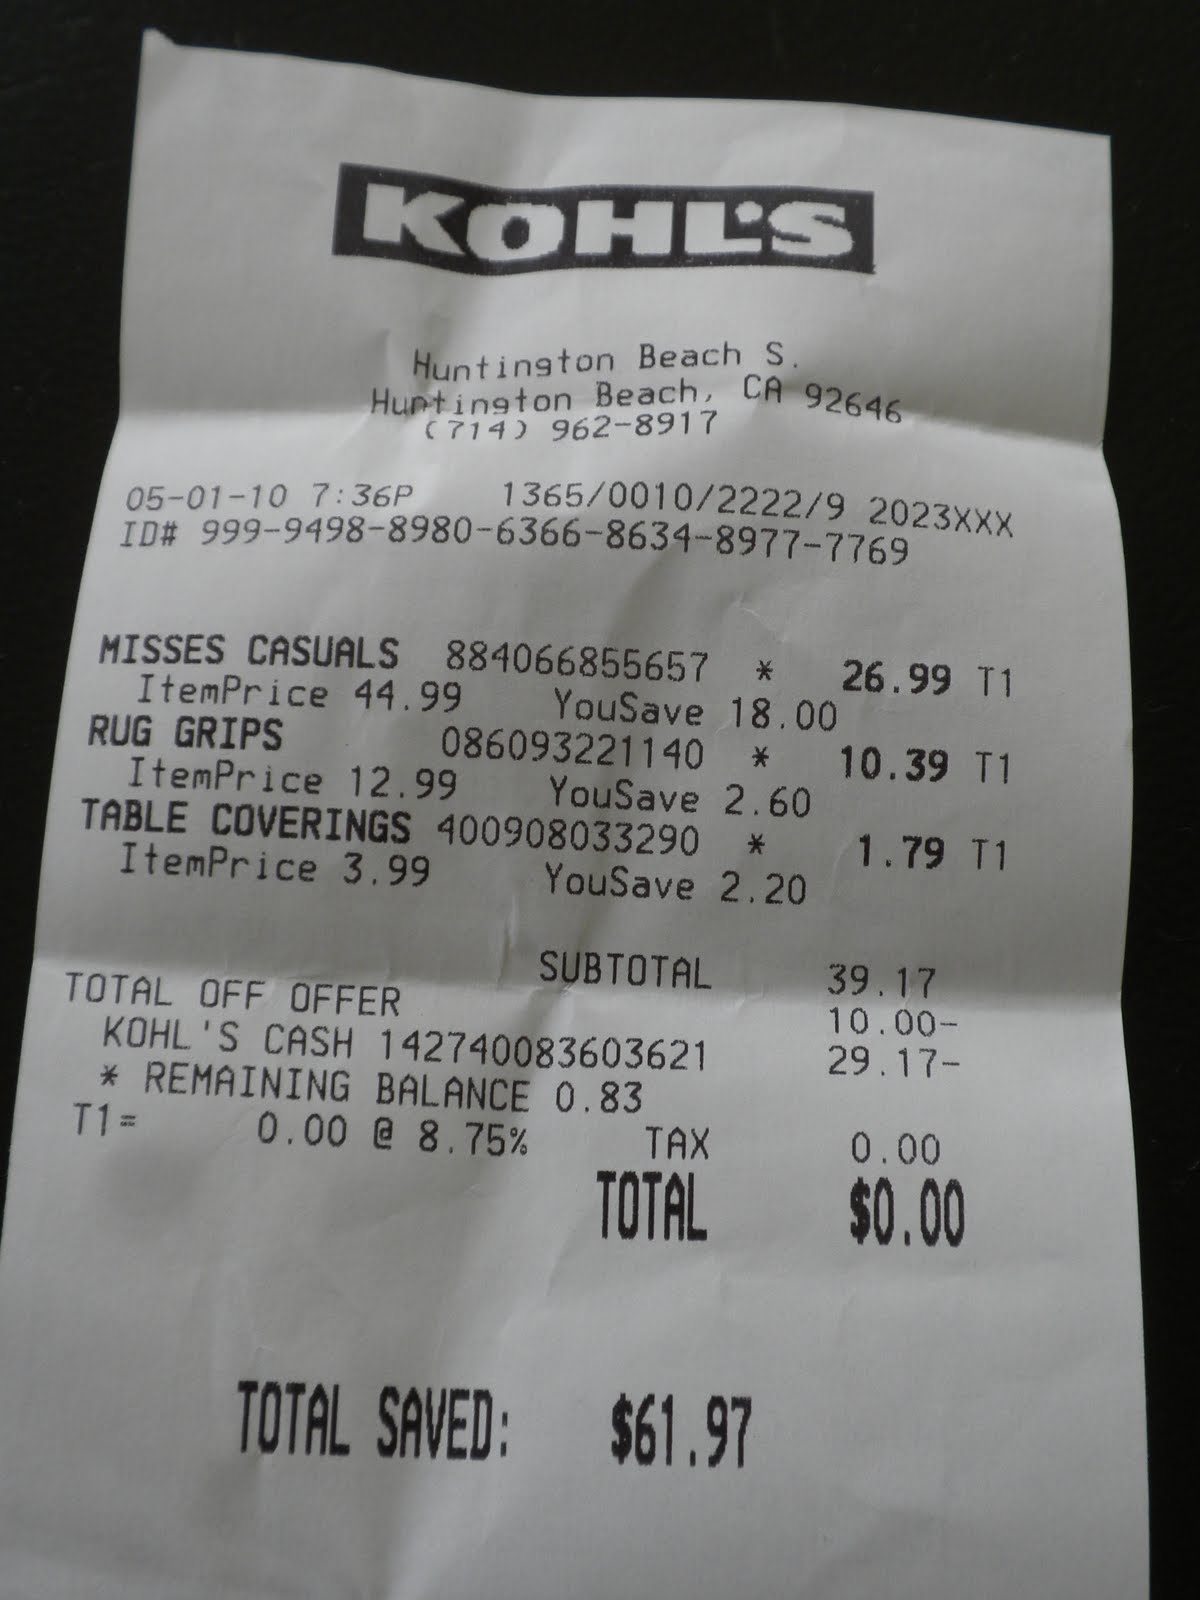 KOHL'S
Huntington Beach S.
Huntington Beach, CA 92646
(714) 962-8917
05-01-10 7:36P 1365/0010/2222/9 2023XXX
ID# 999-9498-8980-6366-8634-8977-7769
MISSES CASUALS 884066855657 * 26.99 T1
ItemPrice 44.99 YouSave 18.00
RUG GRIPS 086093221140 * 10.39 T1
ItemPrice 12.99 YouSave 2.60
TABLE COVERINGS 400908033290 * 1.79 T1
ItemPrice 3.99 YouSave 2.20
SUBTOTAL 39.17
TOTAL OFF OFFER 10.00-
KOHL'S CASH 142740083603621 29.17-
* REMAINING BALANCE 0.83
T1= 0.00 @ 8.75% TAX 0.00
TOTAL $0.00
TOTAL SAVED: $61.97